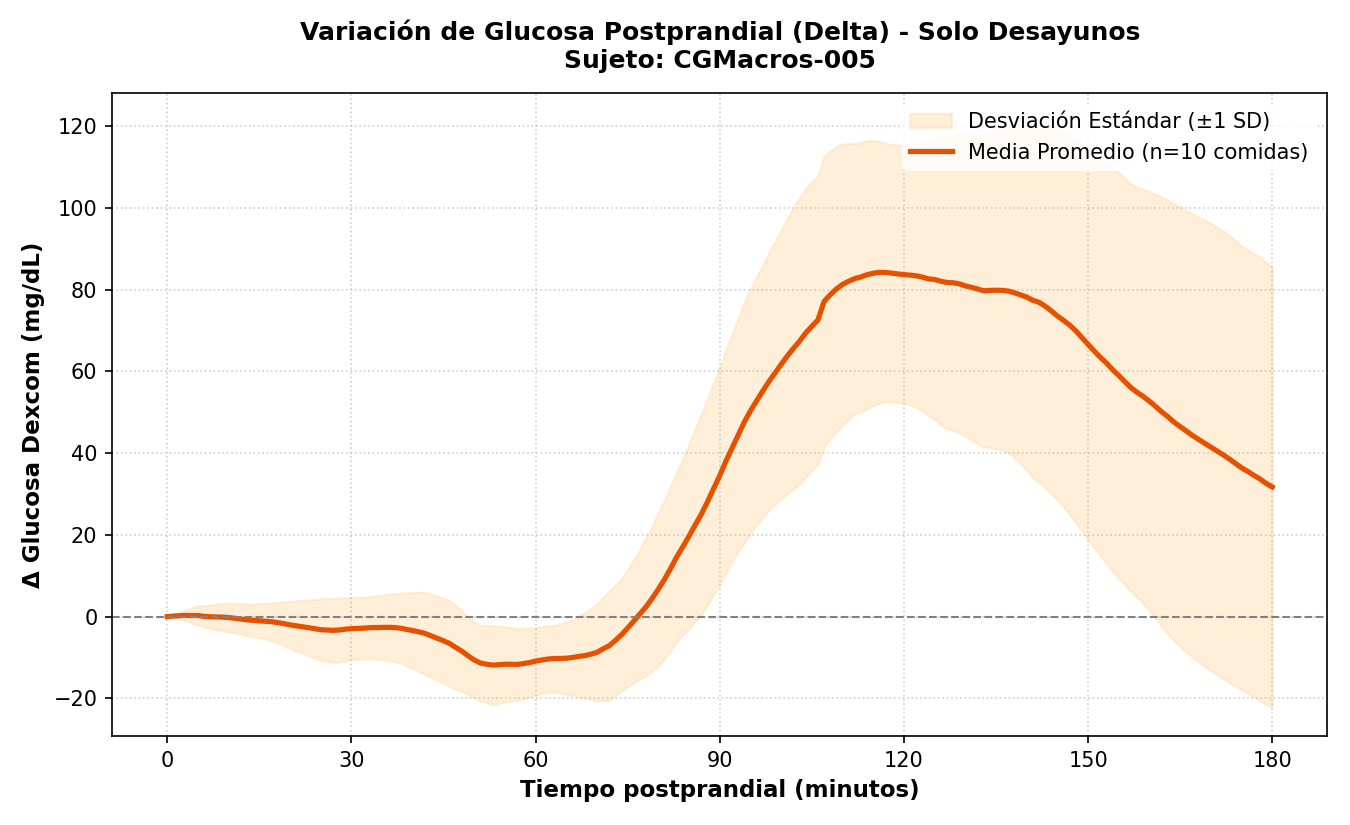 Variación de Glucosa Postprandial (Delta) - Solo Desayunos
Sujeto: CGMacros-005
Desviación Estándar (±1 SD)
Media Promedio (n=10 comidas)
Δ Glucosa Dexcom (mg/dL)
120
100
80
60
40
20
0
−20
0 30 60 90 120 150 180
Tiempo postprandial (minutos)